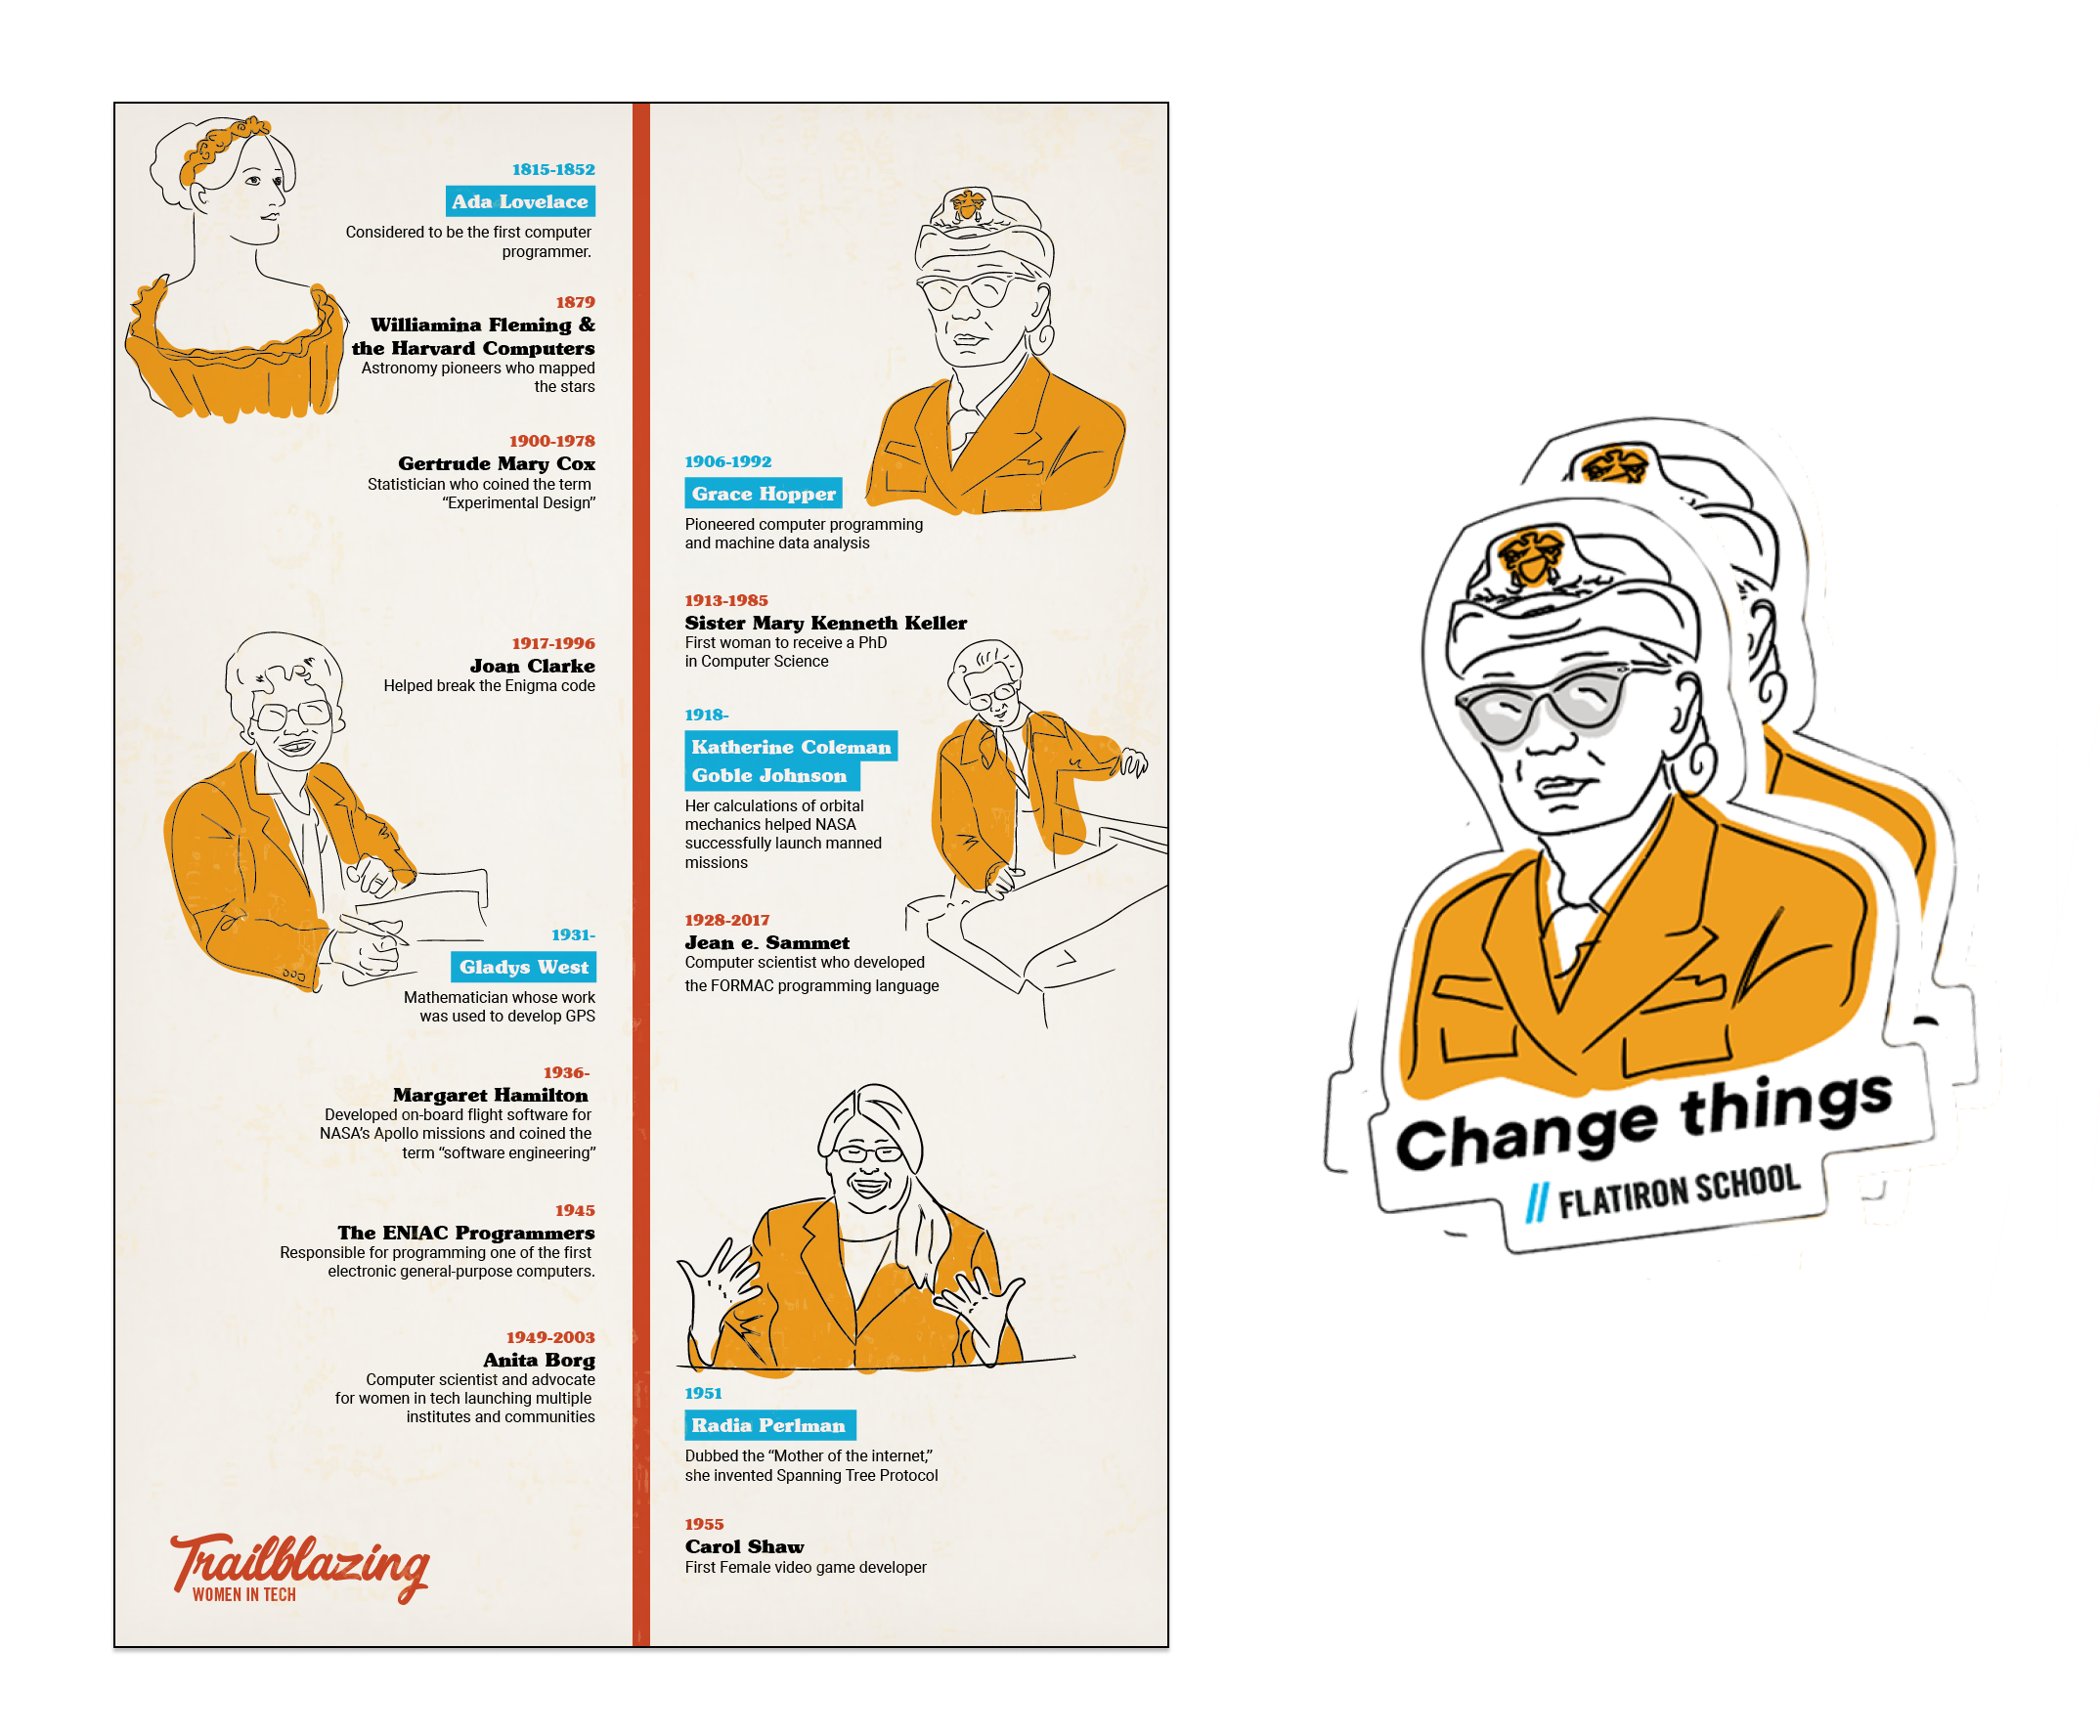 1815-1852
Ada Lovelace
Considered to be the first computer
programmer.
1879
Williamina Fleming &
the Harvard Computers
Astronomy pioneers who mapped
the stars
1900-1978
Gertrude Mary Cox
Statistician who coined the term
“Experimental Design”
1917-1996
Joan Clarke
Helped break the Enigma code
1931-
Gladys West
Mathematician whose work
was used to develop GPS
1936-
Margaret Hamilton
Developed on-board flight software for
NASA’s Apollo missions and coined the
term “software engineering”
1945
The ENIAC Programmers
Responsible for programming one of the first
electronic general-purpose computers.
1949-2003
Anita Borg
Computer scientist and advocate
for women in tech launching multiple
institutes and communities
Trailblazing
WOMEN IN TECH
1906-1992
Grace Hopper
Pioneered computer programming
and machine data analysis
1913-1985
Sister Mary Kenneth Keller
First woman to receive a PhD
in Computer Science
1918-
Katherine Coleman
Goble Johnson
Her calculations of orbital
mechanics helped NASA
successfully launch manned
missions
1928-2017
Jean e. Sammet
Computer scientist who developed
the FORMAC programming language
1951
Radia Perlman
Dubbed the “Mother of the internet,”
she invented Spanning Tree Protocol
1955
Carol Shaw
First Female video game developer
Change things
// FLATIRON SCHOOL